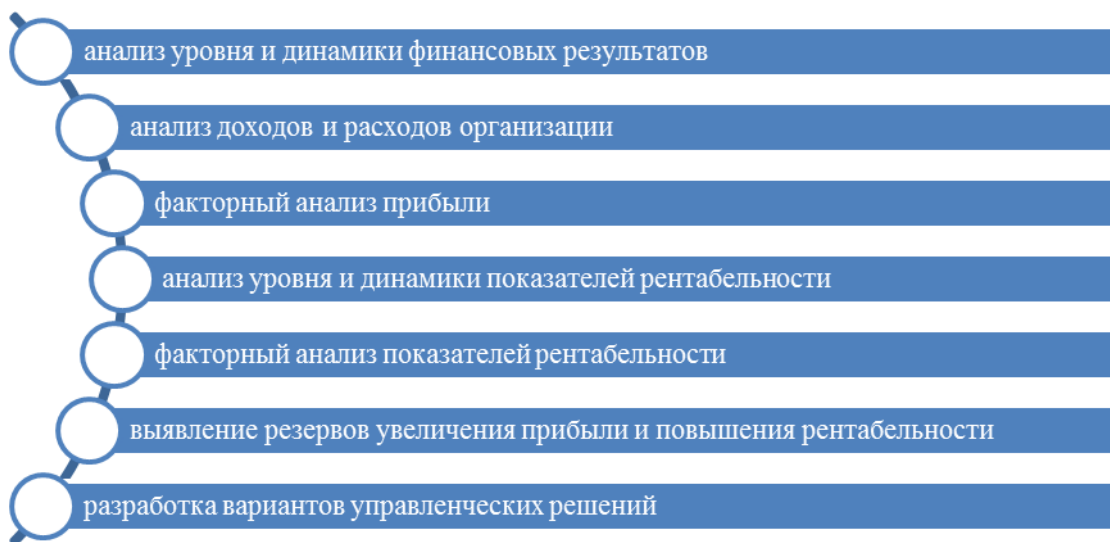 анализ уровня и динамики финансовых результатов
анализ доходов и расходов организации
факторный анализ прибыли
анализ уровня и динамики показателей рентабельности
факторный анализ показателей рентабельности
выявление резервов увеличения прибыли и повышения рентабельности
разработка вариантов управленческих решений